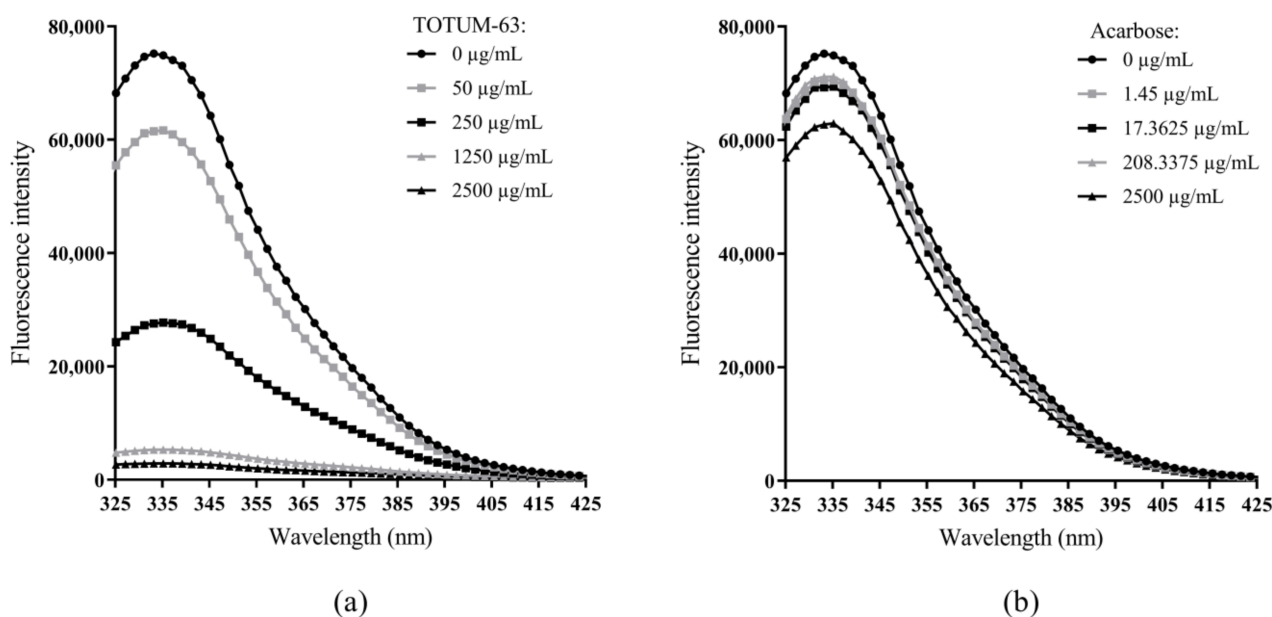 TOTUM-63:
0 µg/mL
50 µg/mL
250 µg/mL
1250 µg/mL
2500 µg/mL
80,000
60,000
40,000
20,000
0
Fluorescence intensity
325 335 345 355 365 375 385 395 405 415 425
Wavelength (nm)
(a)
Acarbose:
0 µg/mL
1.45 µg/mL
17.3625 µg/mL
208.3375 µg/mL
2500 µg/mL
80,000
60,000
40,000
20,000
0
Fluorescence intensity
325 335 345 355 365 375 385 395 405 415 425
Wavelength (nm)
(b)